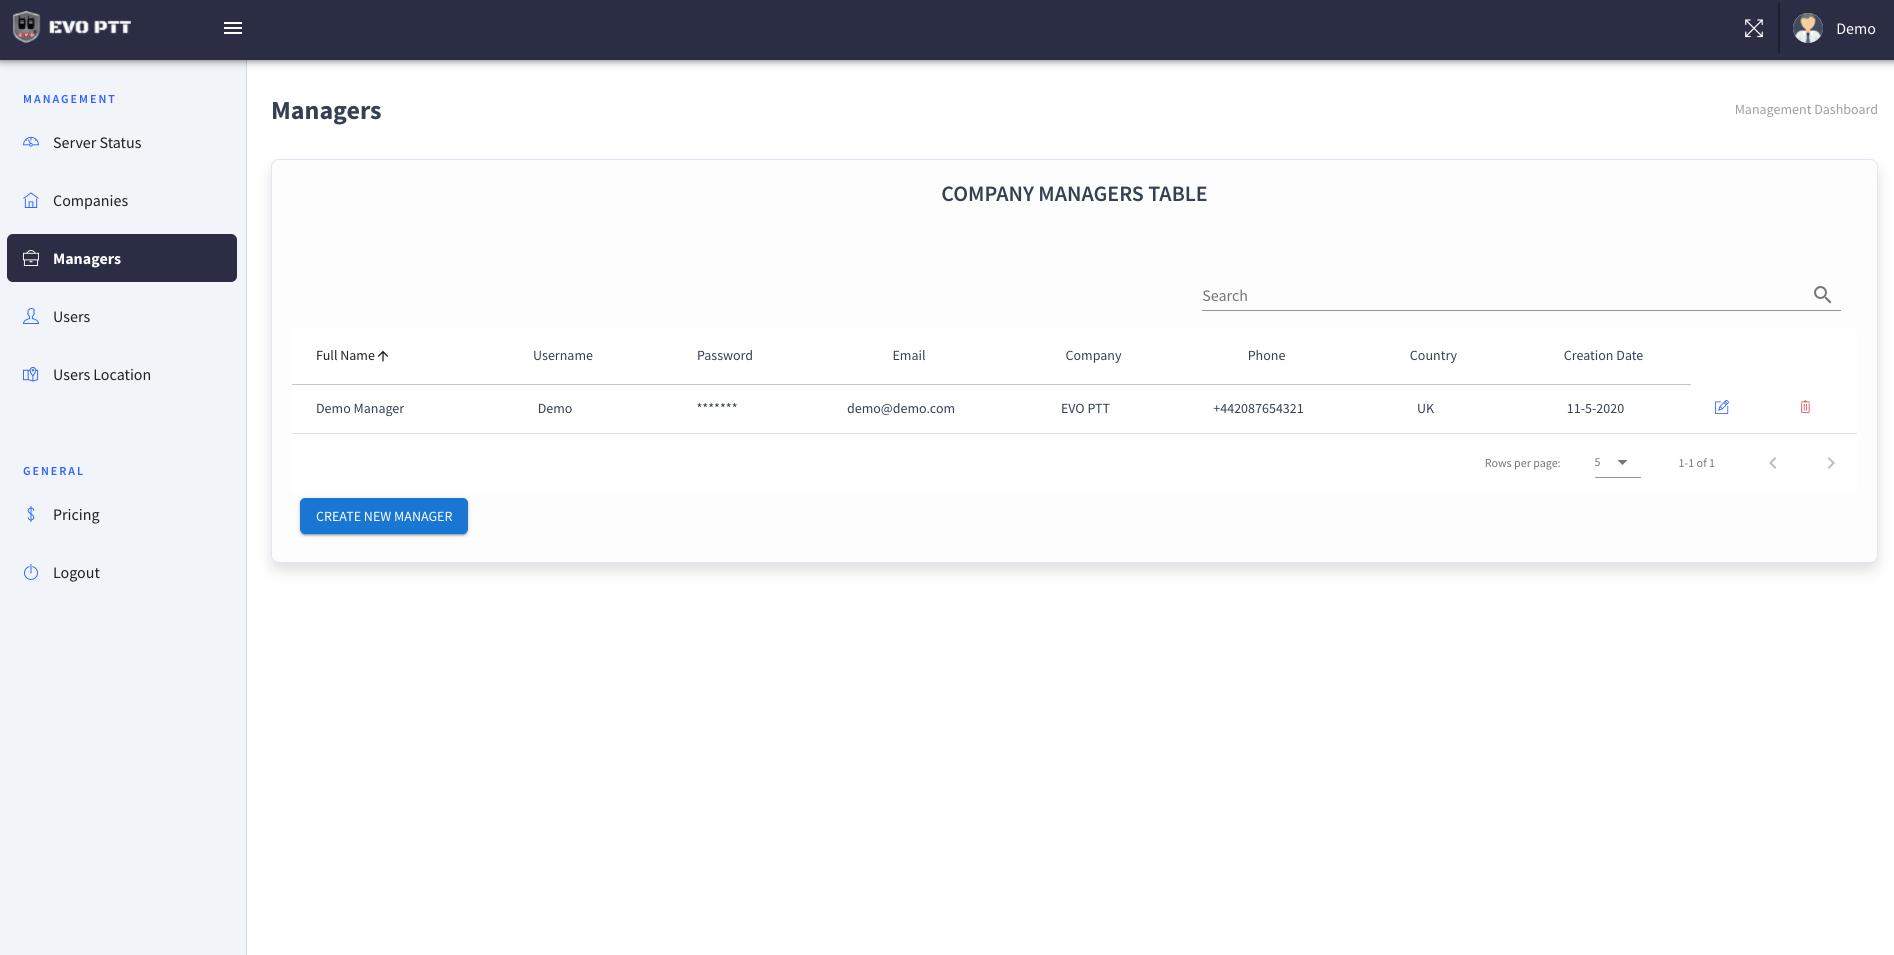 EVO PTT
Demo
MANAGEMENT
Server Status
Companies
Managers
Users
Users Location
GENERAL
Pricing
Logout
Managers
Management Dashboard
COMPANY MANAGERS TABLE
Search
Full Name Username Password Email Company Phone Country Creation Date
Demo Manager Demo ******* demo@demo.com EVO PTT +442087654321 UK 11-5-2020
Rows per page: 5 1-1 of 1
CREATE NEW MANAGER